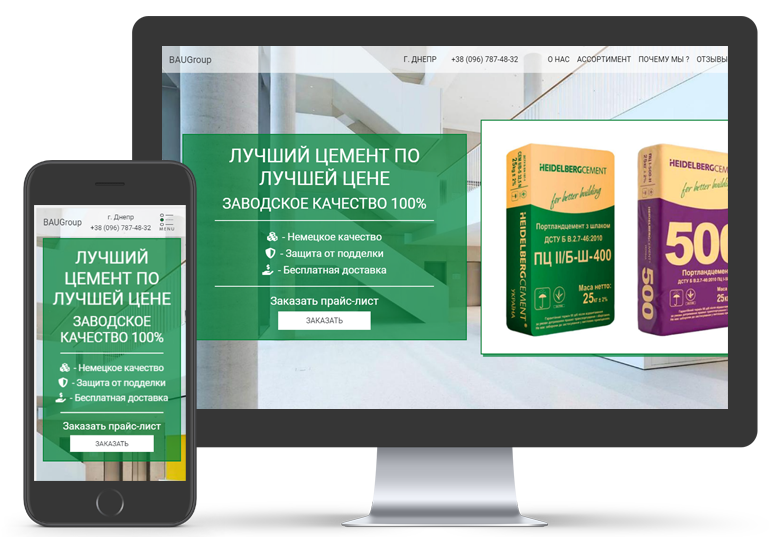 BAUGroup
Г. ДНЕПР +38 (096) 787-48-32 О НАС АССОРТИМЕНТ ПОЧЕМУ МЫ ? ОТЗЫВЫ
ЛУЧШИЙ ЦЕМЕНТ ПО
ЛУЧШЕЙ ЦЕНЕ
ЗАВОДСКОЕ КАЧЕСТВО 100%
- Немецкое качество
- Защита от подделки
- Бесплатная доставка
Заказать прайс-лист
ЗАКАЗАТЬ
HEIDELBERGCEMENT
for better building
Портландцемент з шлаком
ДСТУ Б В.2.7-46:2010
ПЦ II/Б-Ш-400
Маса нетто:
25кг ± 2%
HEIDELBERGCEMENT
УКРАЇНА
HEIDELBERGCEMENT
for better building
500
Портландцемент
ДСТУ Б В.2.7-46:2010
Маса н
25к
500
BAUGroup
г. Днепр
+38 (096) 787-48-32
MENU
ЛУЧШИЙ
ЦЕМЕНТ ПО
ЛУЧШЕЙ ЦЕНЕ
ЗАВОДСКОЕ
КАЧЕСТВО 100%
- Немецкое качество
- Защита от подделки
- Бесплатная доставка
Заказать прайс-лист
ЗАКАЗАТЬ